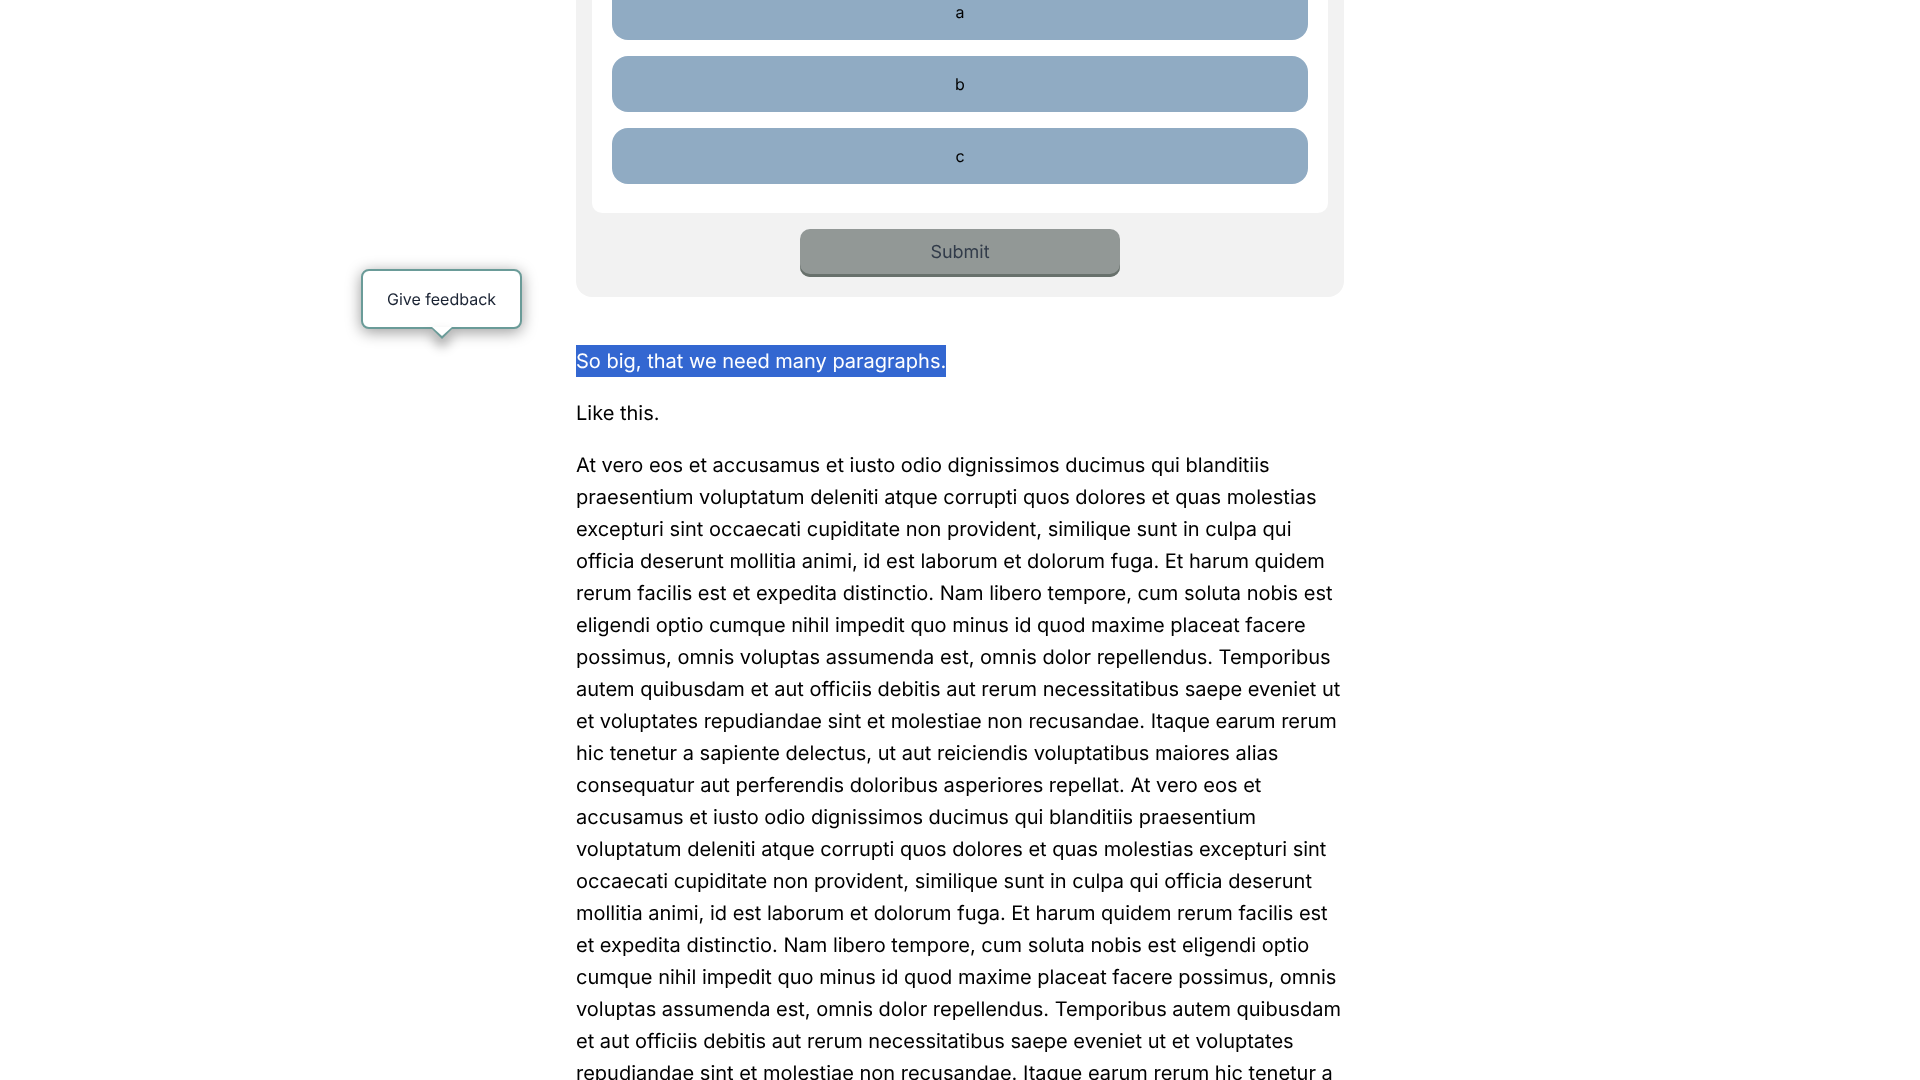 a
b
c
Submit
Give feedback
So big, that we need many paragraphs.
Like this.
At vero eos et accusamus et iusto odio dignissimos ducimus qui blanditiis
praesentium voluptatum deleniti atque corrupti quos dolores et quas molestias
excepturi sint occaecati cupiditate non provident, similique sunt in culpa qui
officia deserunt mollitia animi, id est laborum et dolorum fuga. Et harum quidem
rerum facilis est et expedita distinctio. Nam libero tempore, cum soluta nobis est
eligendi optio cumque nihil impedit quo minus id quod maxime placeat facere
possimus, omnis voluptas assumenda est, omnis dolor repellendus. Temporibus
autem quibusdam et aut officiis debitis aut rerum necessitatibus saepe eveniet ut
et voluptates repudiandae sint et molestiae non recusandae. Itaque earum rerum
hic tenetur a sapiente delectus, ut aut reiciendis voluptatibus maiores alias
consequatur aut perferendis doloribus asperiores repellat. At vero eos et
accusamus et iusto odio dignissimos ducimus qui blanditiis praesentium
voluptatum deleniti atque corrupti quos dolores et quas molestias excepturi sint
occaecati cupiditate non provident, similique sunt in culpa qui officia deserunt
mollitia animi, id est laborum et dolorum fuga. Et harum quidem rerum facilis est
et expedita distinctio. Nam libero tempore, cum soluta nobis est eligendi optio
cumque nihil impedit quo minus id quod maxime placeat facere possimus, omnis
voluptas assumenda est, omnis dolor repellendus. Temporibus autem quibusdam
et aut officiis debitis aut rerum necessitatibus saepe eveniet ut et voluptates
repudiandae sint et molestiae non recusandae. Itaque earum rerum hic tenetur a